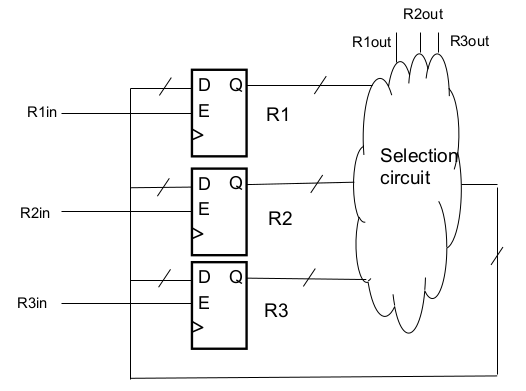 R2out
R1out R3out
D Q
E
R1in
R1
Selection
circuit
D Q
E
R2in
R2
D Q
E
R3in
R3